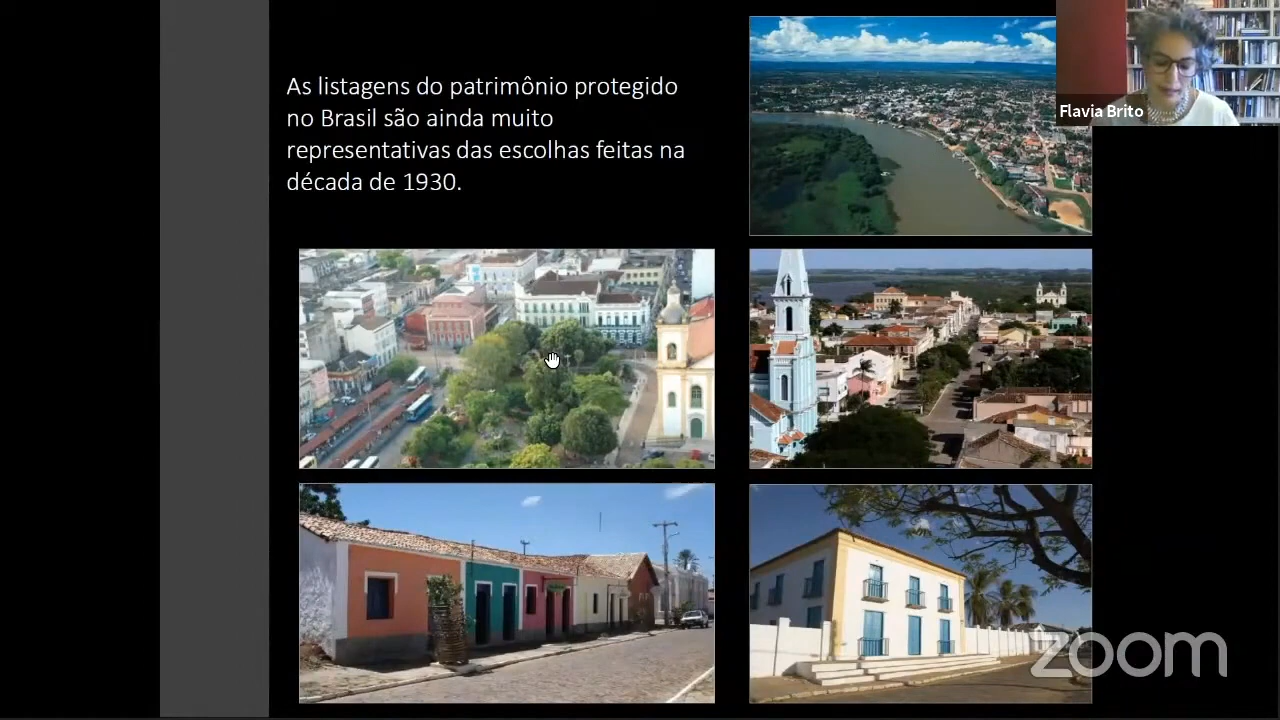 As listagens do patrimônio protegido
no Brasil são ainda muito
representativas das escolhas feitas na
década de 1930.
Flavia Brito
zoom